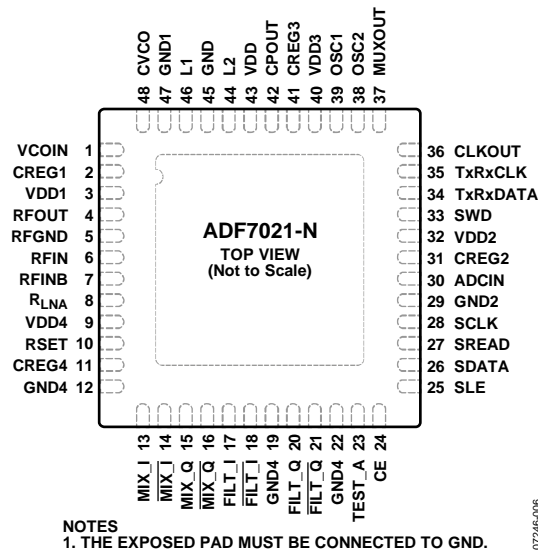 48 CVCO
47 GND1
46 L1
45 GND
44 L2
43 VDD
42 CPOUT
41 CREG3
40 VDD3
39 OSC1
38 OSC2
37 MUXOUT
VCOIN 1
CREG1 2
VDD1 3
RFOUT 4
RFGND 5
RFIN 6
RFINB 7
RLNA 8
VDD4 9
RSET 10
CREG4 11
GND4 12
ADF7021-N
TOP VIEW
(Not to Scale)
36 CLKOUT
35 TxRxCLK
34 TxRxDATA
33 SWD
32 VDD2
31 CREG2
30 ADCIN
29 GND2
28 SCLK
27 SREAD
26 SDATA
25 SLE
MIX_I 13
MIX_I 14
MIX_Q 15
MIX_Q 16
FILT_I 17
FILT_I 18
GND4 19
FILT_Q 20
FILT_Q 21
GND4 22
TEST_A 23
CE 24
NOTES
1. THE EXPOSED PAD MUST BE CONNECTED TO GND.
07246-006